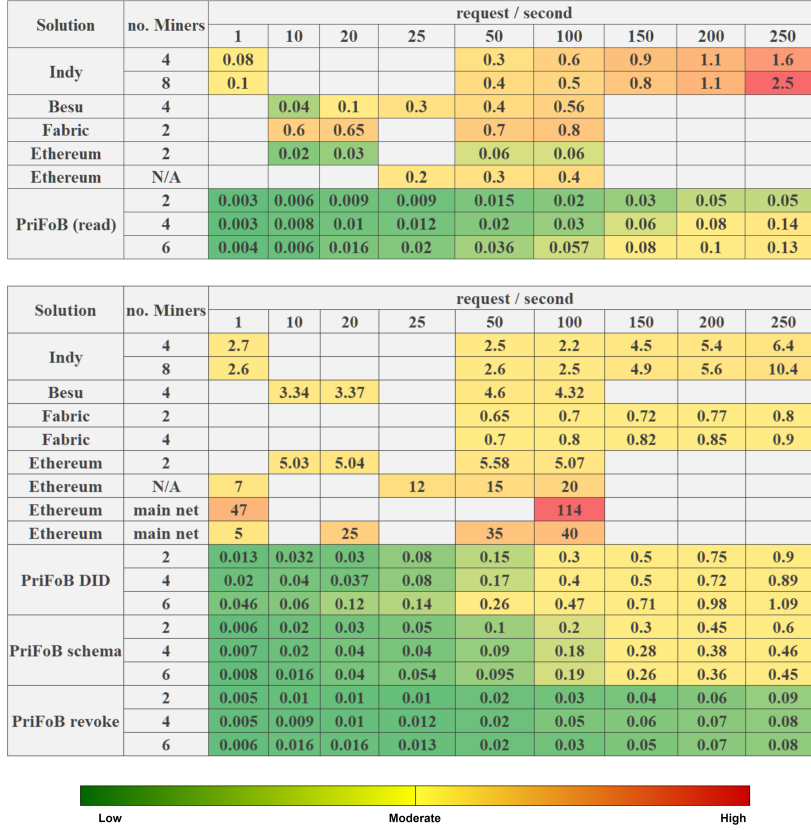 Solution no. Miners request / second
1 10 20 25 50 100 150 200 250
Indy 4 0.08 0.3 0.6 0.9 1.1 1.6
8 0.1 0.4 0.5 0.8 1.1 2.5
Besu 4 0.04 0.1 0.3 0.4 0.56
Fabric 2 0.6 0.65 0.7 0.8
Ethereum 2 0.02 0.03 0.06 0.06
Ethereum N/A 0.2 0.3 0.4
PriFoB (read) 2 0.003 0.006 0.009 0.009 0.015 0.02 0.03 0.05 0.05
4 0.003 0.008 0.01 0.012 0.02 0.03 0.06 0.08 0.14
6 0.004 0.006 0.016 0.02 0.036 0.057 0.08 0.1 0.13
Solution no. Miners request / second
1 10 20 25 50 100 150 200 250
Indy 4 2.7 2.5 2.2 4.5 5.4 6.4
8 2.6 2.6 2.5 4.9 5.6 10.4
Besu 4 3.34 3.37 4.6 4.32
Fabric 2 0.65 0.7 0.72 0.77 0.8
Fabric 4 0.7 0.8 0.82 0.85 0.9
Ethereum 2 5.03 5.04 5.58 5.07
Ethereum N/A 7 12 15 20
Ethereum main net 47 114
Ethereum main net 5 25 35 40
PriFoB DID 2 0.013 0.032 0.03 0.08 0.15 0.3 0.5 0.75 0.9
4 0.02 0.04 0.037 0.08 0.17 0.4 0.5 0.72 0.89
6 0.046 0.06 0.12 0.14 0.26 0.47 0.71 0.98 1.09
PriFoB schema 2 0.006 0.02 0.03 0.05 0.1 0.2 0.3 0.45 0.6
4 0.007 0.02 0.04 0.04 0.09 0.18 0.28 0.38 0.46
6 0.008 0.016 0.04 0.054 0.095 0.19 0.26 0.36 0.45
PriFoB revoke 2 0.005 0.01 0.01 0.01 0.02 0.03 0.04 0.06 0.09
4 0.005 0.009 0.01 0.012 0.02 0.05 0.06 0.07 0.08
6 0.006 0.016 0.016 0.013 0.02 0.03 0.05 0.07 0.08
Low Moderate High